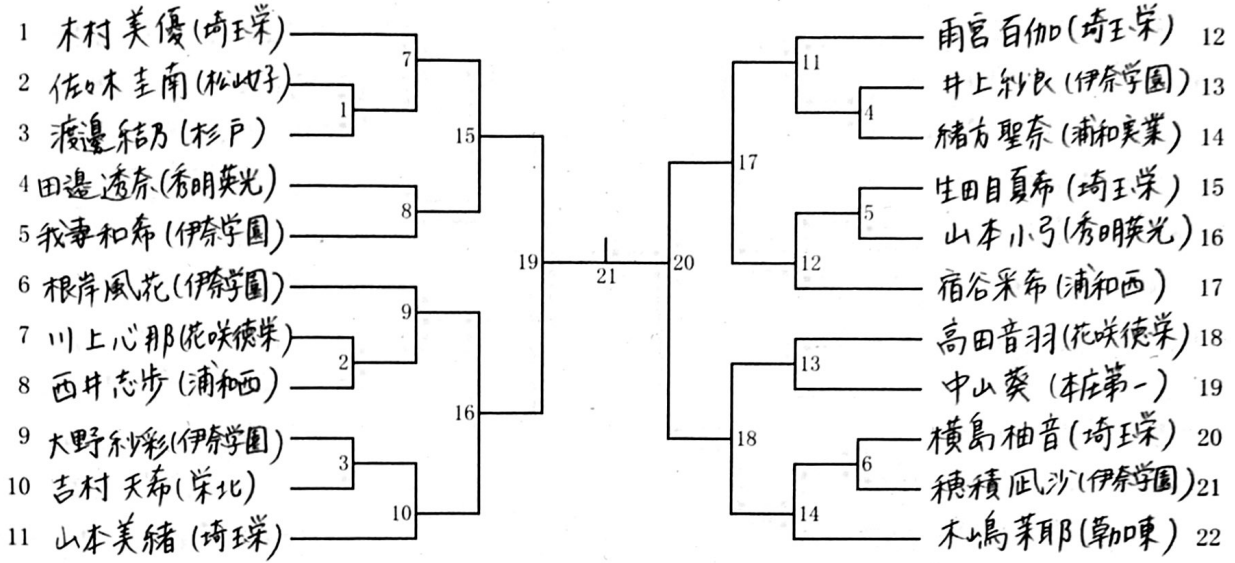 1 木村美優(埼玉栄)
2 佐々木圭南(松山女子)
3 渡邊結乃(杉戸)
4 田邉透奈(秀明英光)
5 我妻和希(伊奈学園)
6 根岸風花(伊奈学園)
7 川上心那(花咲徳栄)
8 西井志歩(浦和西)
9 大野紗彩(伊奈学園)
10 吉村天希(栄北)
11 山本美緒(埼玉栄)
7
1
15
8
19
9
2
16
3
10
21
11
4
17
5
20
12
13
18
6
14
雨宮百伽(埼玉栄) 12
井上紗良(伊奈学園) 13
緒方聖奈(浦和実業) 14
生田目夏希(埼玉栄) 15
山本小弓(秀明英光) 16
宿谷采希(浦和西) 17
高田音羽(花咲徳栄) 18
中山葵(本庄第一) 19
横島柚音(埼玉栄) 20
穂積凪沙(伊奈学園) 21
木嶋茉耶(草加東) 22